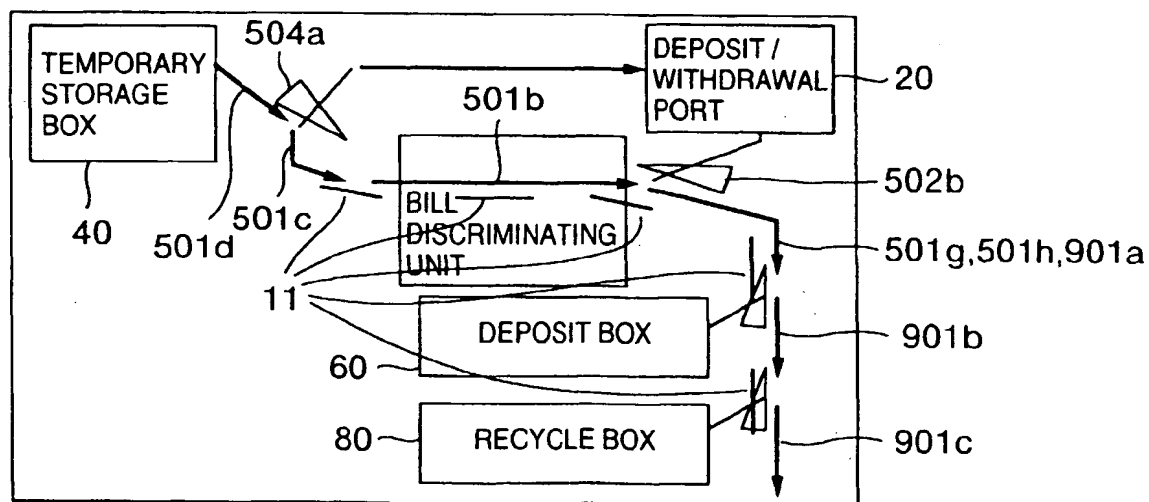 504a
TEMPORARY
STORAGE
BOX
DEPOSIT /
WITHDRAWAL
PORT
20
501b
502b
40
501d
501c
BILL
DISCRIMINATING
UNIT
501g,501h,901a
11
DEPOSIT BOX
901b
60
RECYCLE BOX
80
901c